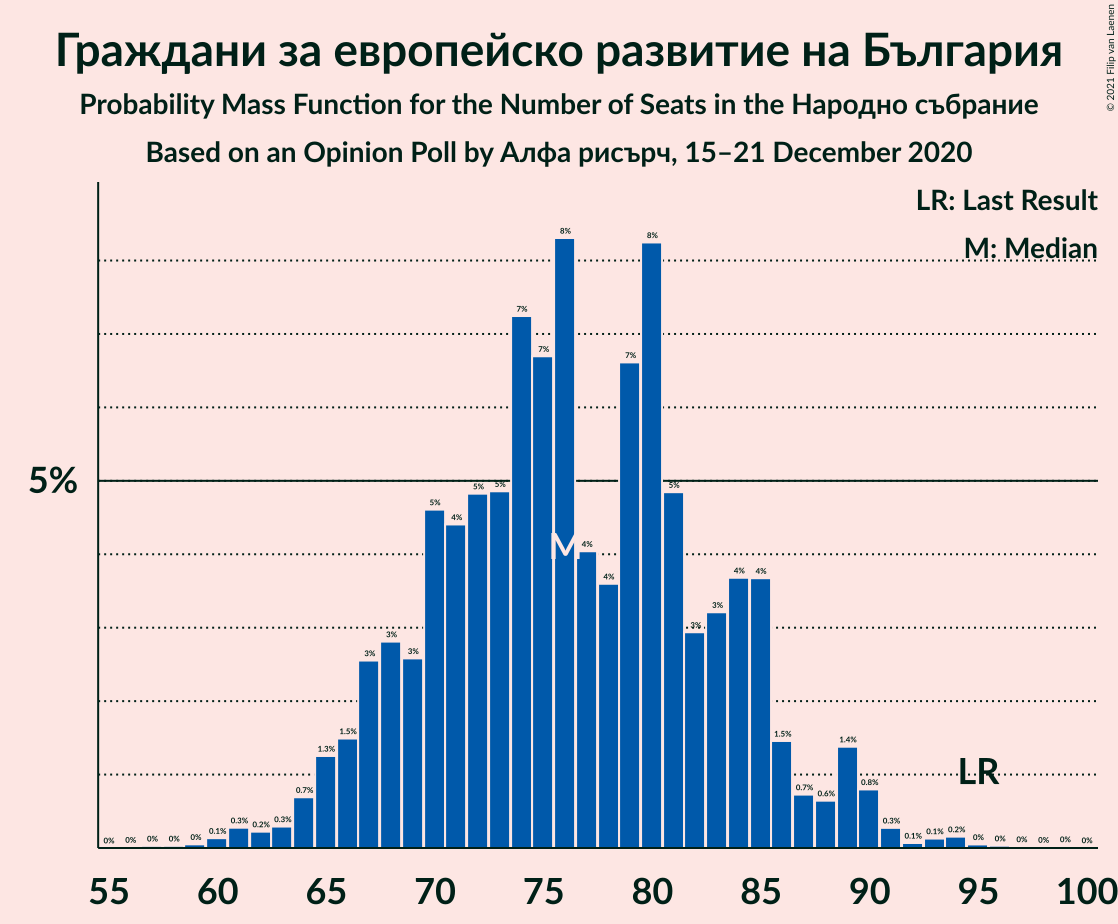 Граждани за европейско развитие на България
Probability Mass Function for the Number of Seats in the Народно събрание
Based on an Opinion Poll by Алфа рисърч, 15–21 December 2020
© 2021 Filip van Laenen
LR: Last Result
M: Median
5%
0% 0% 0% 0% 0% 0.1% 0.3% 0.2% 0.3% 0.7% 1.3% 1.5% 3% 3% 3% 5% 4% 5% 5% 7% 7% 8% 4% 4% 7% 8% 5% 3% 3% 4% 4% 1.5% 0.7% 0.6% 1.4% 0.8% 0.3% 0.1% 0.1% 0.2% 0% 0% 0% 0% 0% 0%
M
LR
55 60 65 70 75 80 85 90 95 100